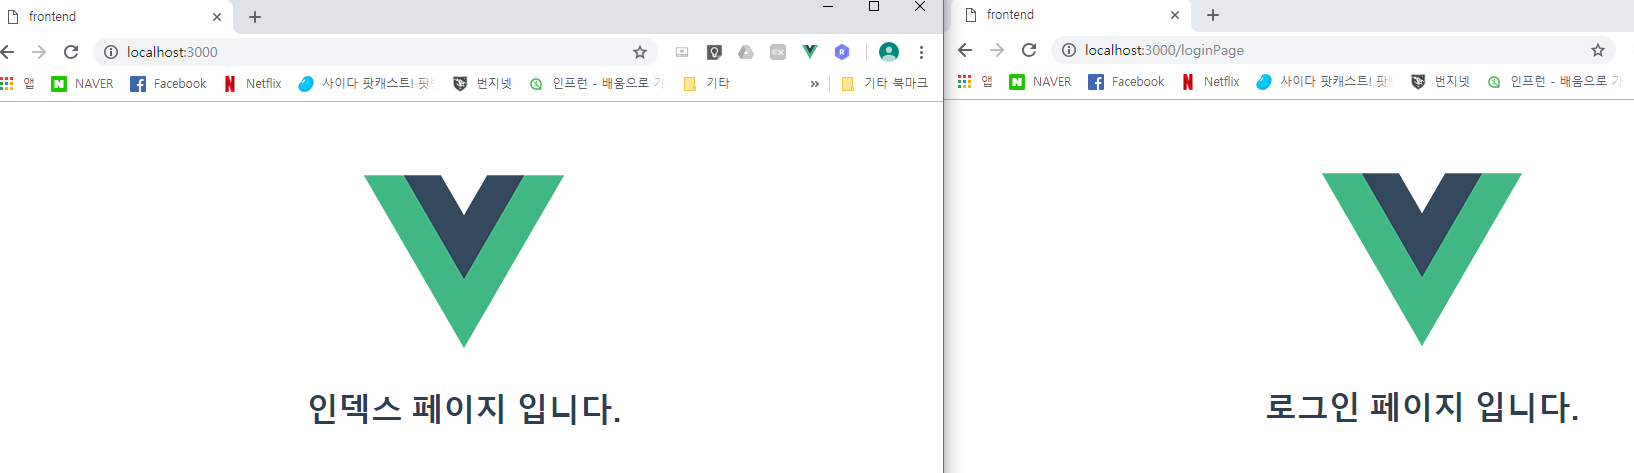 frontend
localhost:3000
앱 NAVER Facebook Netflix 사이다 팟캐스트! 팟 번지넷 인프런 - 배움으로 기타 » 기타 북마크
인덱스 페이지 입니다.
frontend
localhost:3000/loginPage
앱 NAVER Facebook Netflix 사이다 팟캐스트! 팟 번지넷 인프런 - 배움으로
로그인 페이지 입니다.